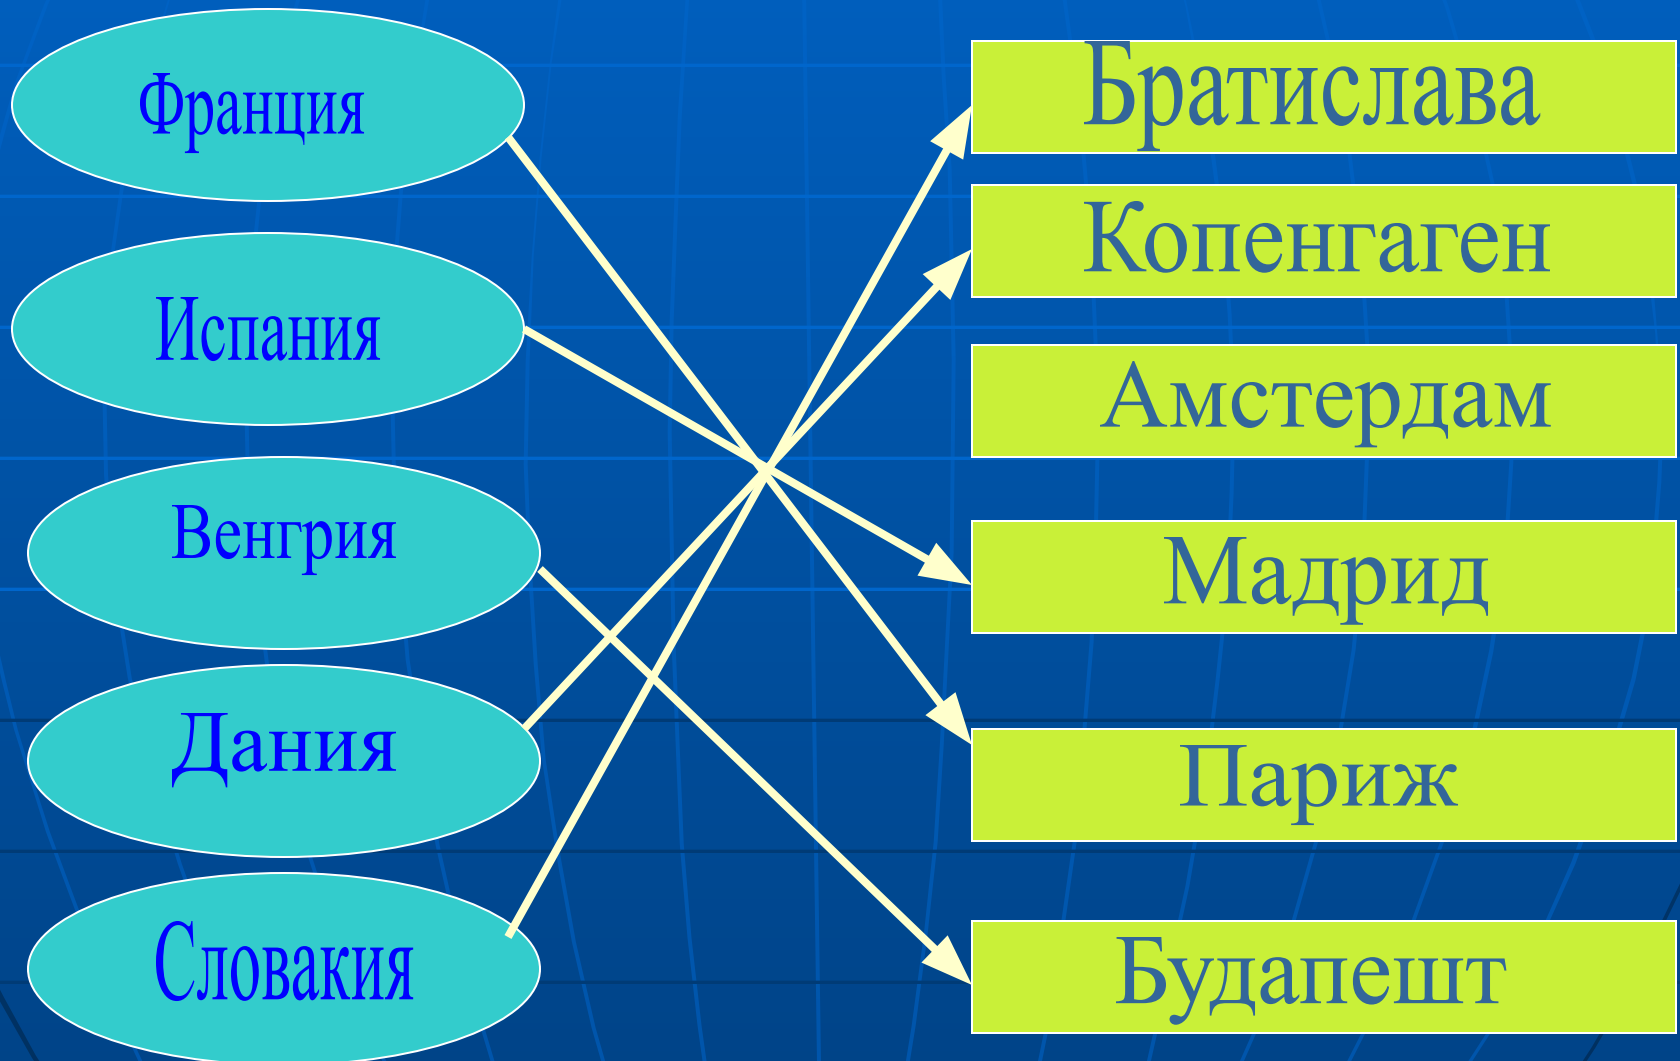 Франция
Испания
Венгрия
Дания
Словакия
Братислава
Копенгаген
Амстердам
Мадрид
Париж
Будапешт